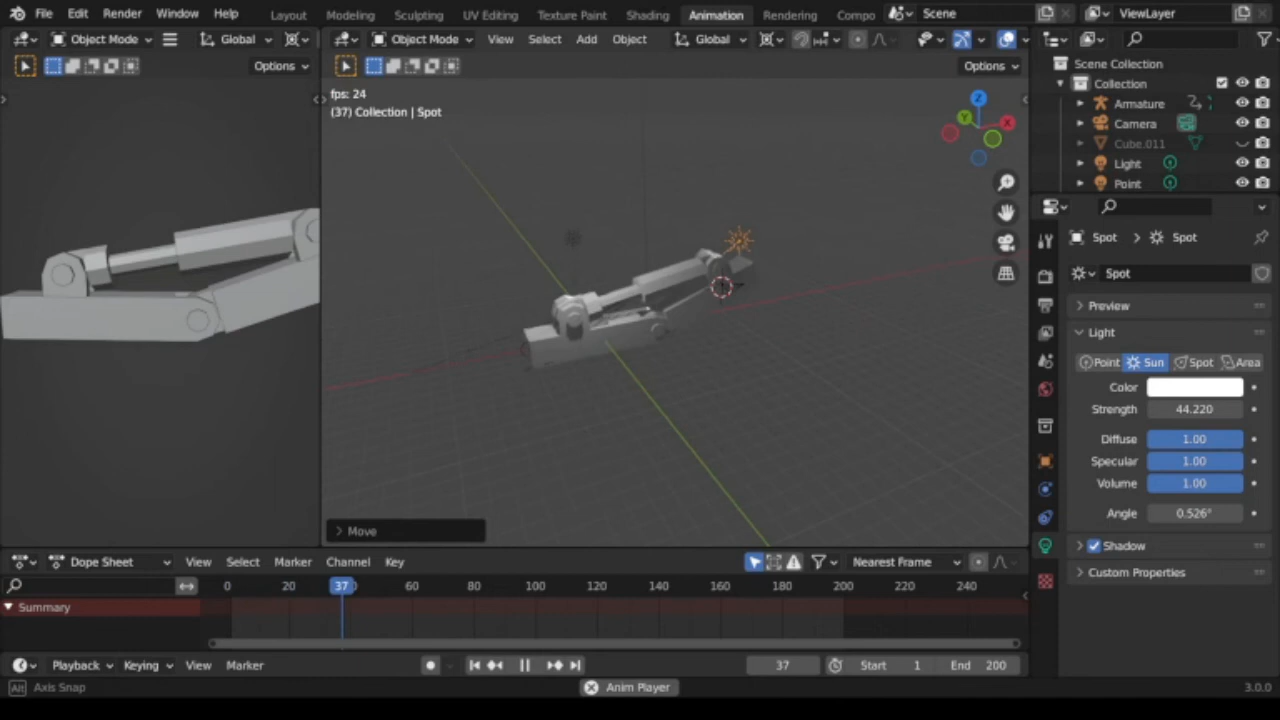 File Edit Render Window Help Layout Modeling Sculpting UV Editing Texture Paint Shading Animation Rendering Compo Scene ViewLayer
Object Mode Global Object Mode View Select Add Object Global
Options Options
Scene Collection
Collection
Armature
Camera
Cube.011
Light
Point
fps: 24
(37) Collection | Spot
Z
Y
X
Move
Spot > Spot
Spot
Preview
Light
Point Sun Spot Area
Color
Strength 44.220
Diffuse 1.00
Specular 1.00
Volume 1.00
Angle 0.526°
Shadow
Custom Properties
Dope Sheet View Select Marker Channel Key Nearest Frame
0 20 37 60 80 100 120 140 160 180 200 220 240
Summary
Playback Keying View Marker 37 Start 1 End 200
Alt Axis Snap Anim Player 3.0.0